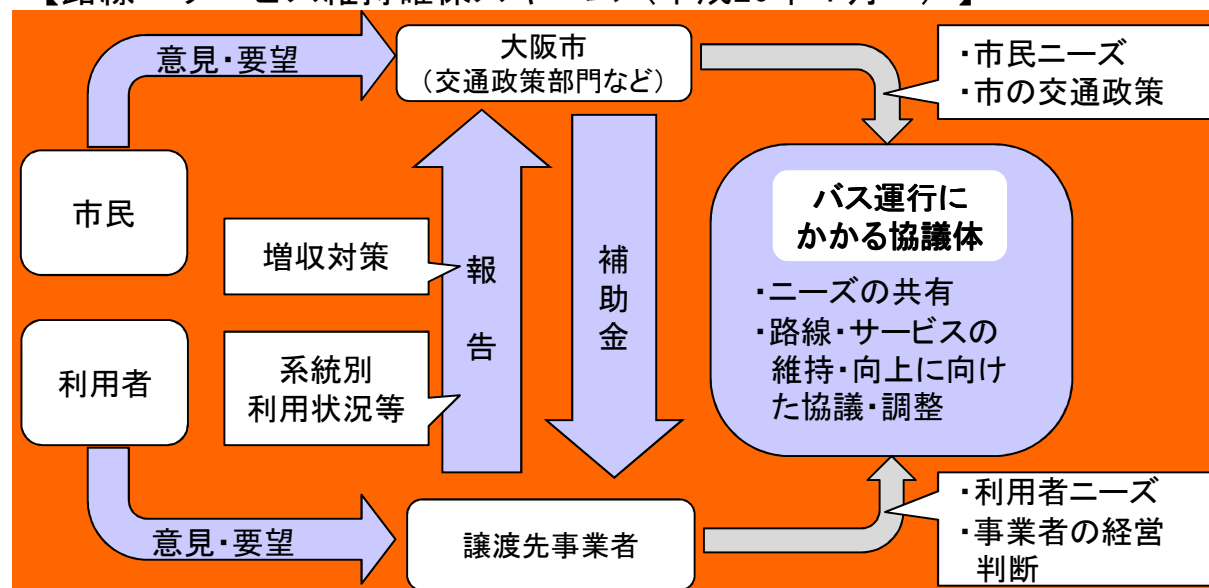 意見・要望
大阪市
(交通政策部門など)
・市民ニーズ
・市の交通政策
市民
増収対策
報告
補助金
バス運行に
かかる協議体
・ニーズの共有
・路線・サービスの
維持・向上に向け
た協議・調整
利用者
系統別
利用状況等
意見・要望
譲渡先事業者
・利用者ニーズ
・事業者の経営
判断